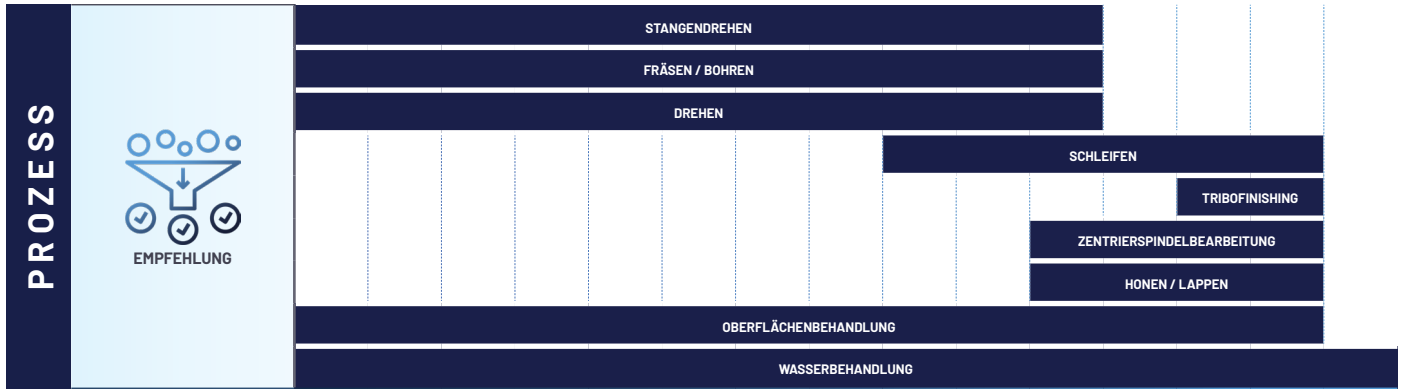 PROZESS
EMPFEHLUNG
STANGENDREHEN
FRÄSEN / BOHREN
DREHEN
SCHLEIFEN
TRIBOFINISHING
ZENTRIERSPINDELBEARBEITUNG
HONEN / LAPPEN
OBERFLÄCHENBEHANDLUNG
WASSERBEHANDLUNG